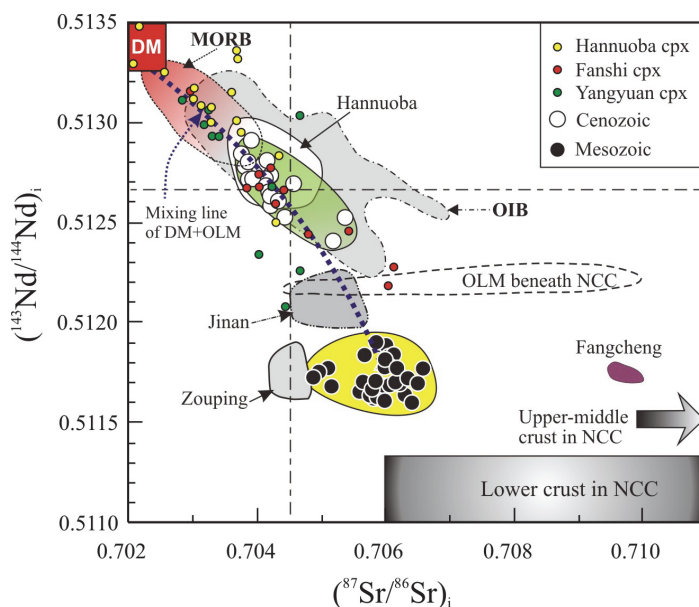 0.5135
0.5130
0.5125
0.5120
0.5115
0.5110
(¹⁴³Nd/¹⁴⁴Nd)ᵢ
DM
MORB
Hannuoba
Hannuoba cpx
Fanshi cpx
Yangyuan cpx
Cenozoic
Mesozoic
Mixing line
of DM+OLM
OIB
OLM beneath NCC
Jinan
Zouping
Fangcheng
Upper-middle
crust in NCC
Lower crust in NCC
0.702
0.704
0.706
0.708
0.710
(⁸⁷Sr/⁸⁶Sr)ᵢ